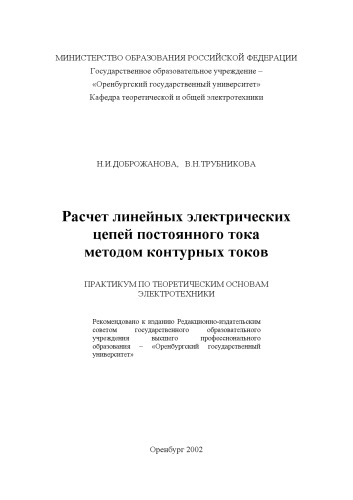 МИНИСТЕРСТВО ОБРАЗОВАНИЯ РОССИЙСКОЙ ФЕДЕРАЦИИ
Государственное образовательное учреждение –
«Оренбургский государственный университет»
Кафедра теоретической и общей электротехники
Н.И.ДОБРОЖАНОВА, В.Н.ТРУБНИКОВА
Расчет линейных электрических
цепей постоянного тока
методом контурных токов
ПРАКТИКУМ ПО ТЕОРЕТИЧЕСКИМ ОСНОВАМ
ЭЛЕКТРОТЕХНИКИ
Рекомендовано к изданию Редакционно-издательским
советом государственного образовательного
учреждения высшего профессионального
образования – «Оренбургский государственный
университет»
Оренбург 2002